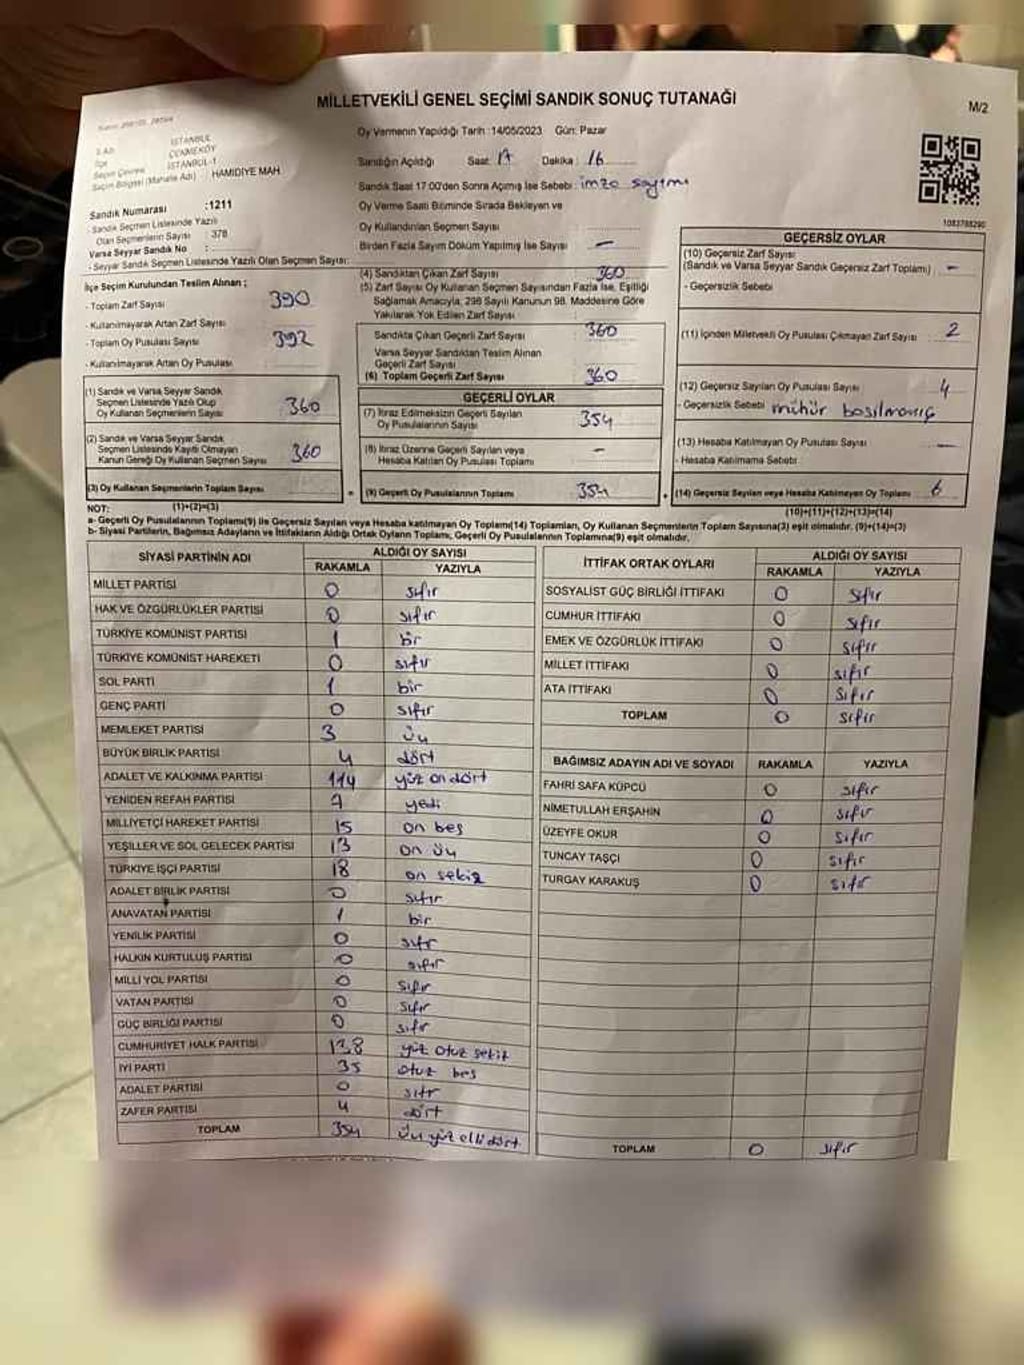 MİLLETVEKİLİ GENEL SEÇİMİ SANDIK SONUÇ TUTANAĞI
M/2
İSTANBUL
ÇEKMEKÖY
Seçim Çevresi İSTANBUL-1
Seçim Bölgesi (Mahalle Adı) : HAMİDİYE MAH.
Sandık Numarası :1211
- Sandık Seçmen Listesinde Yazılı
Olan Seçmenlerin Sayısı : 378
Varsa Seyyar Sandık No :
- Seyyar Sandık Seçmen Listesinde Yazılı Olan Seçmen Sayısı:
Oy Vermenin Yapıldığı Tarih :14/05/2023 Gün: Pazar
Sandığın Açıldığı Saat: 17 Dakika : 16
Sandık Saat 17:00'den Sonra Açılmış İse Sebebi: imza sayımı
Oy Verme Saati Bitiminde Sırada Bekleyen ve
Oy Kullandırılan Seçmen Sayısı
Birden Fazla Sayım Döküm Yapılmış İse Sayısı —
1083788290
İlçe Seçim Kurulundan Teslim Alınan ;
- Toplam Zarf Sayısı 390
- Kullanılmayarak Artan Zarf Sayısı
- Toplam Oy Pusulası Sayısı 392
- Kullanılmayarak Artan Oy Pusulası
(1) Sandık ve Varsa Seyyar Sandık
Seçmen Listesinde Yazılı Olup
Oy Kullanan Seçmenlerin Sayısı 360
(2) Sandık ve Varsa Seyyar Sandık
Seçmen Listesinde Kayıtlı Olmayan
Kanun Gereği Oy Kullanan Seçmen Sayısı 360
(3) Oy Kullanan Seçmenlerin Toplam Sayısı
(1)+(2)=(3)
(4) Sandıktan Çıkan Zarf Sayısı 360
(5) Zarf Sayısı Oy Kullanan Seçmen Sayısından Fazla İse, Eşitliği
Sağlamak Amacıyla, 298 Sayılı Kanunun 98. Maddesine Göre
Yakılarak Yok Edilen Zarf Sayısı :
Sandıkta Çıkan Geçerli Zarf Sayısı 360
Varsa Seyyar Sandıktan Teslim Alınan
Geçerli Zarf Sayısı
(6) Toplam Geçerli Zarf Sayısı 360
GEÇERLİ OYLAR
(7) İtiraz Edilmeksizin Geçerli Sayılan
Oy Pusulalarının Sayısı 354
(8) İtiraz Üzerine Geçerli Sayılan veya
Hesaba Katılan Oy Pusulası Toplamı —
(9) Geçerli Oy Pusulalarının Toplamı 354
GEÇERSİZ OYLAR
(10) Geçersiz Zarf Sayısı
(Sandık ve Varsa Seyyar Sandık Geçersiz Zarf Toplamı) —
- Geçersizlik Sebebi
(11) İçinden Milletvekili Oy Pusulası Çıkmayan Zarf Sayısı 2
(12) Geçersiz Sayılan Oy Pusulası Sayısı 4
- Geçersizlik Sebebi mühür basılmamış
(13) Hesaba Katılmayan Oy Pusulası Sayısı —
- Hesaba Katılmama Sebebi
(14) Geçersiz Sayılan veya Hesaba Katılmayan Oy Toplamı 6
(10)+(11)+(12)+(13)=(14)
NOT:
a- Geçerli Oy Pusulalarının Toplamı(9) ile Geçersiz Sayılan veya Hesaba katılmayan Oy Toplamı(14) Toplamları, Oy Kullanan Seçmenlerin Toplam Sayısına(3) eşit olmalıdır. (9)+(14)=(3)
b- Siyasi Partilerin, Bağımsız Adayların ve İttifakların Aldığı Ortak Oyların Toplamı; Geçerli Oy Pusulalarının Toplamına(9) eşit olmalıdır.
SİYASİ PARTİNİN ADI ALDIĞI OY SAYISI
RAKAMLA YAZIYLA
MİLLET PARTİSİ 0 sıfır
HAK VE ÖZGÜRLÜKLER PARTİSİ 0 sıfır
TÜRKİYE KOMÜNİST PARTİSİ 1 bir
TÜRKİYE KOMÜNİST HAREKETİ 0 sıfır
SOL PARTİ 1 bir
GENÇ PARTİ 0 sıfır
MEMLEKET PARTİSİ 3 üç
BÜYÜK BİRLİK PARTİSİ 4 dört
ADALET VE KALKINMA PARTİSİ 114 yüz on dört
YENİDEN REFAH PARTİSİ 7 yedi
MİLLİYETÇİ HAREKET PARTİSİ 15 on beş
YEŞİLLER VE SOL GELECEK PARTİSİ 13 on üç
TÜRKİYE İŞÇİ PARTİSİ 18 on sekiz
ADALET BİRLİK PARTİSİ 0 sıfır
ANAVATAN PARTİSİ 1 bir
YENİLİK PARTİSİ 0 sıfır
HALKIN KURTULUŞ PARTİSİ 0 sıfır
MİLLİ YOL PARTİSİ 0 sıfır
VATAN PARTİSİ 0 sıfır
GÜÇ BİRLİĞİ PARTİSİ 0 sıfır
CUMHURİYET HALK PARTİSİ 138 yüz otuz sekiz
İYİ PARTİ 35 otuz beş
ADALET PARTİSİ 0 sıfır
ZAFER PARTİSİ 4 dört
TOPLAM 354 üç yüz elli dört
İTTİFAK ORTAK OYLARI ALDIĞI OY SAYISI
RAKAMLA YAZIYLA
SOSYALİST GÜÇ BİRLİĞİ İTTİFAKI 0 sıfır
CUMHUR İTTİFAKI 0 sıfır
EMEK VE ÖZGÜRLÜK İTTİFAKI 0 sıfır
MİLLET İTTİFAKI 0 sıfır
ATA İTTİFAKI 0 sıfır
TOPLAM 0 sıfır
BAĞIMSIZ ADAYIN ADI VE SOYADI RAKAMLA YAZIYLA
FAHRİ SAFA KÜPCÜ 0 sıfır
NİMETULLAH ERŞAHİN 0 sıfır
ÜZEYFE OKUR 0 sıfır
TUNCAY TAŞÇI 0 sıfır
TURGAY KARAKUŞ 0 sıfır
TOPLAM 0 sıfır